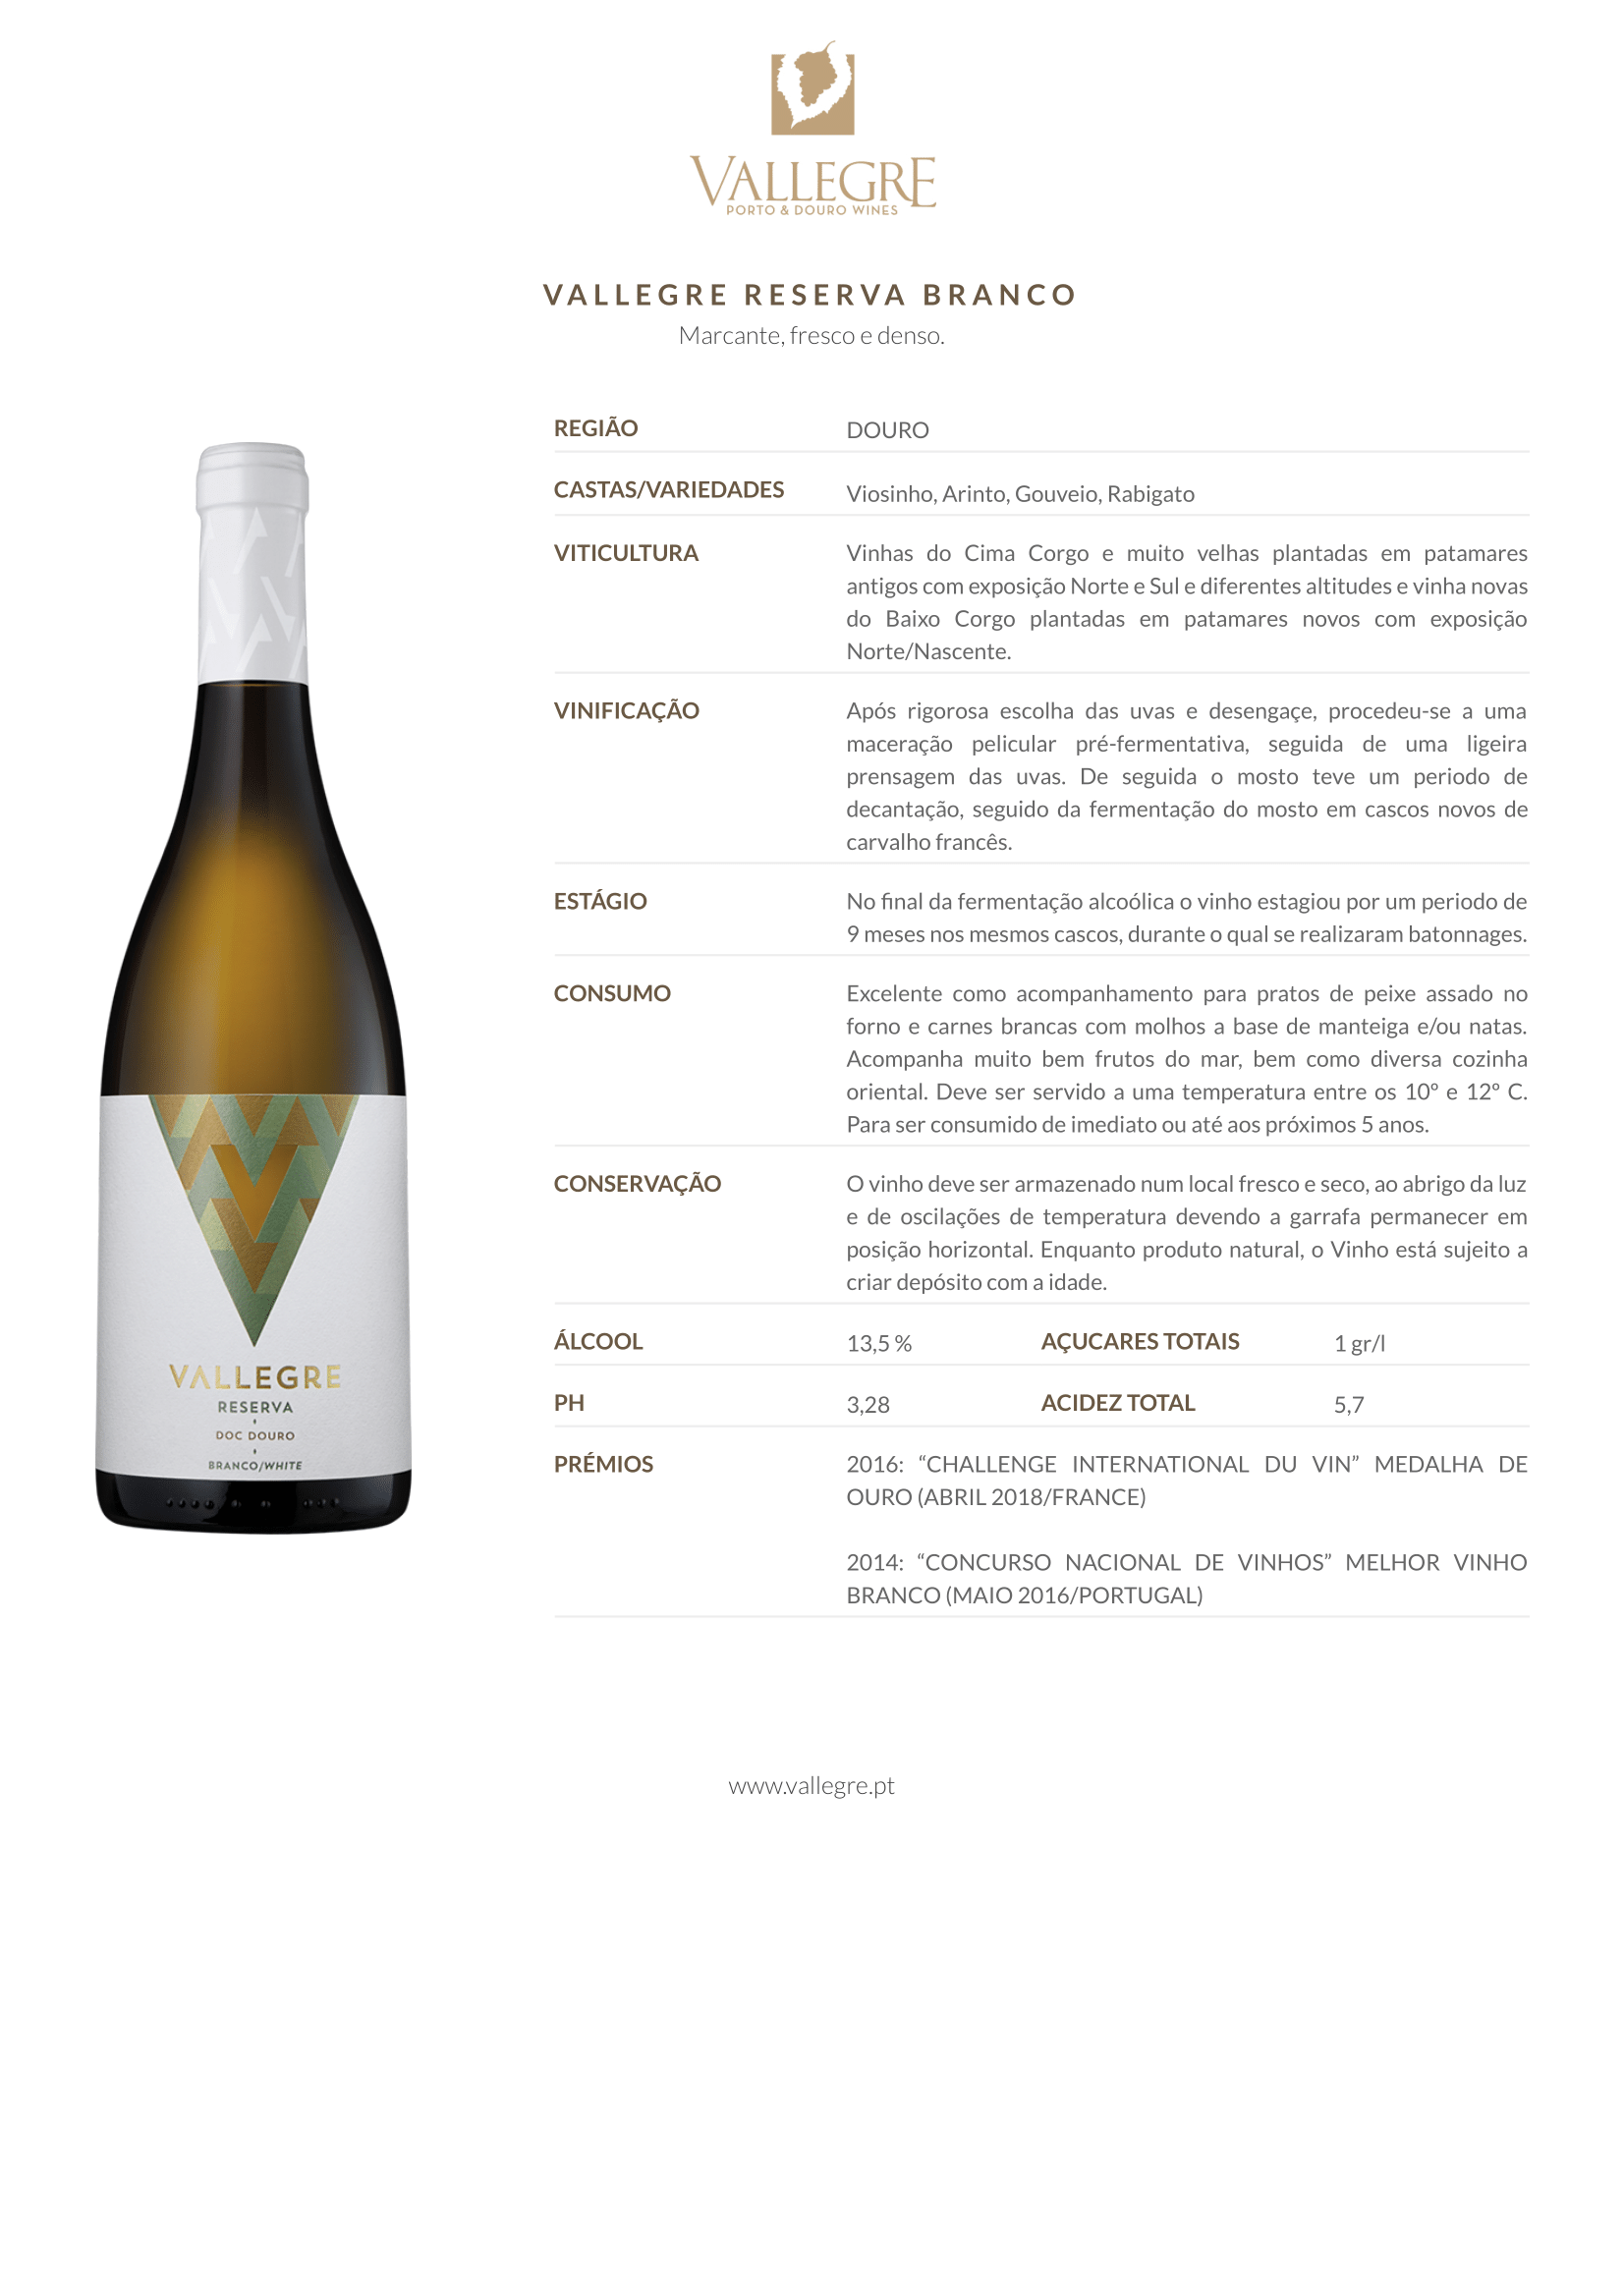 VALLEGRE
PORTO & DOURO WINES
VALLEGRE RESERVA BRANCO
Marcante, fresco e denso.
REGIÃO DOURO
CASTAS/VARIEDADES Viosinho, Arinto, Gouveio, Rabigato
VITICULTURA Vinhas do Cima Corgo e muito velhas plantadas em patamares
antigos com exposição Norte e Sul e diferentes altitudes e vinha novas
do Baixo Corgo plantadas em patamares novos com exposição
Norte/Nascente.
VINIFICAÇÃO Após rigorosa escolha das uvas e desengaçe, procedeu-se a uma
maceração pelicular pré-fermentativa, seguida de uma ligeira
prensagem das uvas. De seguida o mosto teve um periodo de
decantação, seguido da fermentação do mosto em cascos novos de
carvalho francês.
ESTÁGIO No final da fermentação alcoólica o vinho estagiou por um periodo de
9 meses nos mesmos cascos, durante o qual se realizaram batonnages.
CONSUMO Excelente como acompanhamento para pratos de peixe assado no
forno e carnes brancas com molhos a base de manteiga e/ou natas.
Acompanha muito bem frutos do mar, bem como diversa cozinha
oriental. Deve ser servido a uma temperatura entre os 10º e 12º C.
Para ser consumido de imediato ou até aos próximos 5 anos.
CONSERVAÇÃO O vinho deve ser armazenado num local fresco e seco, ao abrigo da luz
e de oscilações de temperatura devendo a garrafa permanecer em
posição horizontal. Enquanto produto natural, o Vinho está sujeito a
criar depósito com a idade.
ÁLCOOL 13,5 % AÇUCARES TOTAIS 1 gr/l
PH 3,28 ACIDEZ TOTAL 5,7
PRÉMIOS 2016: “CHALLENGE INTERNATIONAL DU VIN” MEDALHA DE
OURO (ABRIL 2018/FRANCE)
2014: “CONCURSO NACIONAL DE VINHOS” MELHOR VINHO
BRANCO (MAIO 2016/PORTUGAL)
VALLEGRE
RESERVA
DOC DOURO
BRANCO/WHITE
www.vallegre.pt